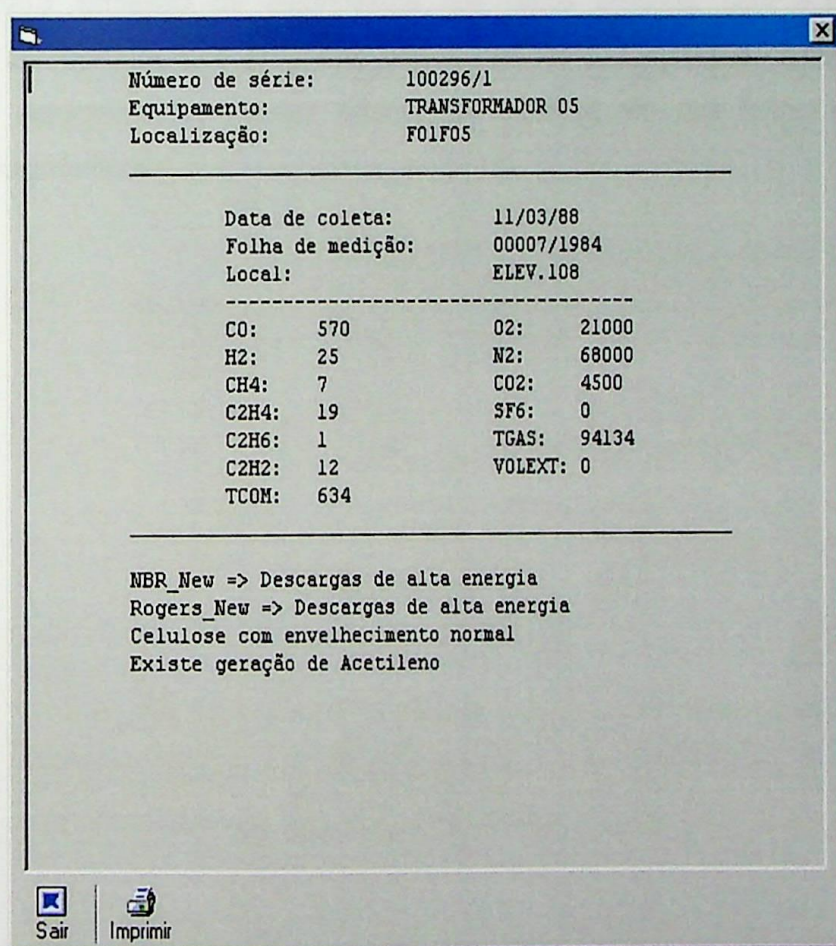 Número de série: 100296/1
Equipamento: TRANSFORMADOR 05
Localização: F01F05
Data de coleta: 11/03/88
Folha de medição: 00007/1984
Local: ELEV.108
CO: 570 O2: 21000
H2: 25 N2: 68000
CH4: 7 CO2: 4500
C2H4: 19 SF6: 0
C2H6: 1 TGAS: 94134
C2H2: 12 VOLEXT: 0
TCOM: 634
NBR_New => Descargas de alta energia
Rogers_New => Descargas de alta energia
Celulose com envelhecimento normal
Existe geração de Acetileno
Sair Imprimir